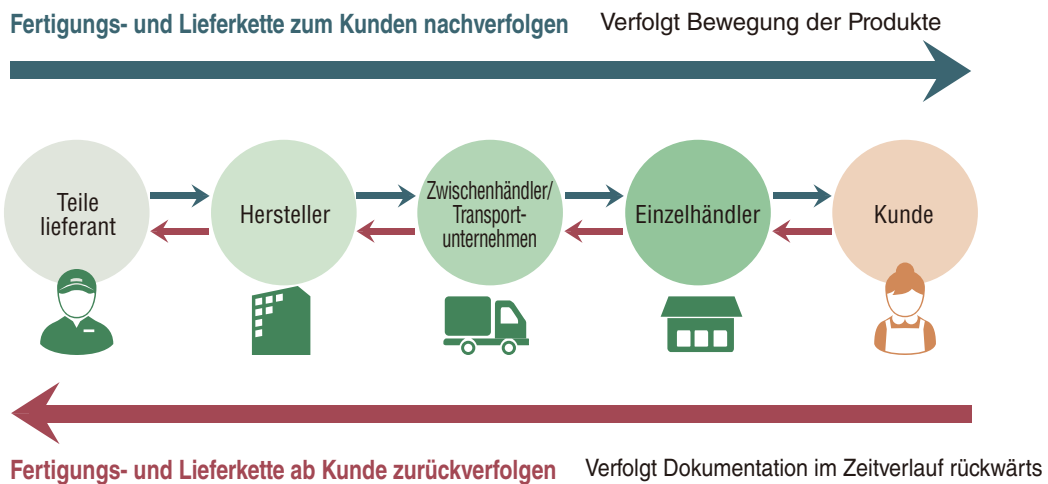 Fertigungs- und Lieferkette zum Kunden nachverfolgen Verfolgt Bewegung der Produkte
Teile
lieferant
Hersteller
Zwischenhändler/
Transport-
unternehmen
Einzelhändler
Kunde
Fertigungs- und Lieferkette ab Kunde zurückverfolgen Verfolgt Dokumentation im Zeitverlauf rückwärts